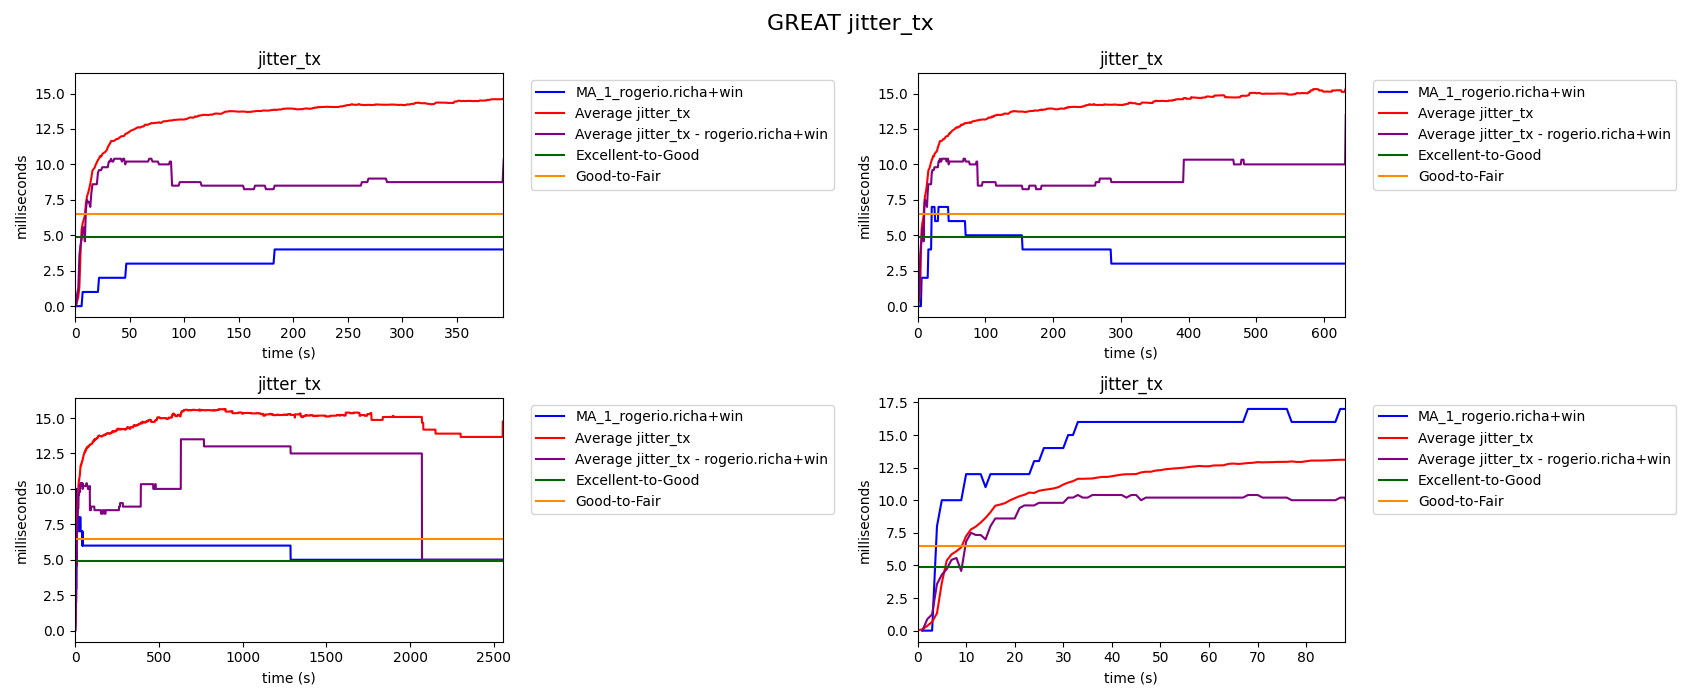 GREAT jitter_tx
jitter_tx
milliseconds
15.0
12.5
10.0
7.5
5.0
2.5
0.0
0 50 100 150 200 250 300 350
time (s)
MA_1_rogerio.richa+win
Average jitter_tx
Average jitter_tx - rogerio.richa+win
Excellent-to-Good
Good-to-Fair
jitter_tx
milliseconds
15.0
12.5
10.0
7.5
5.0
2.5
0.0
0 100 200 300 400 500 600
time (s)
MA_1_rogerio.richa+win
Average jitter_tx
Average jitter_tx - rogerio.richa+win
Excellent-to-Good
Good-to-Fair
jitter_tx
milliseconds
15.0
12.5
10.0
7.5
5.0
2.5
0.0
0 500 1000 1500 2000 2500
time (s)
MA_1_rogerio.richa+win
Average jitter_tx
Average jitter_tx - rogerio.richa+win
Excellent-to-Good
Good-to-Fair
jitter_tx
milliseconds
17.5
15.0
12.5
10.0
7.5
5.0
2.5
0.0
0 10 20 30 40 50 60 70 80
time (s)
MA_1_rogerio.richa+win
Average jitter_tx
Average jitter_tx - rogerio.richa+win
Excellent-to-Good
Good-to-Fair